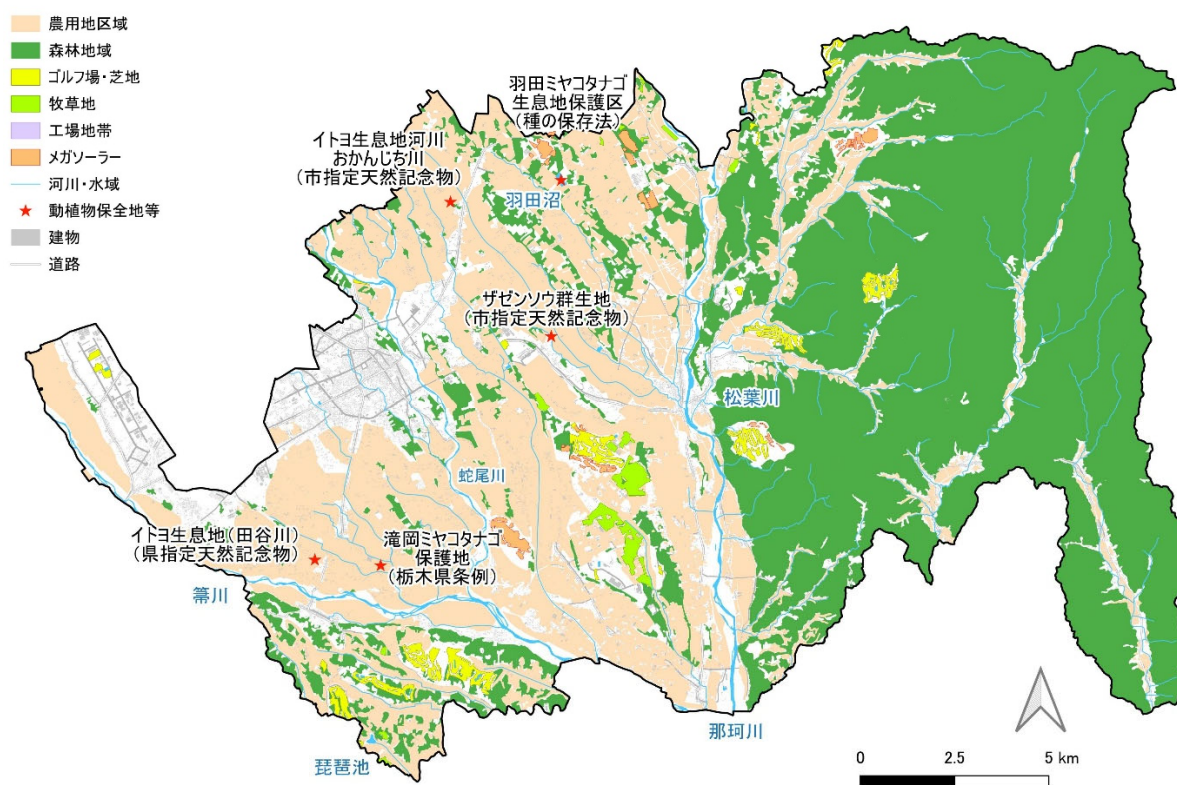 農用地区域
森林地域
ゴルフ場・芝地
牧草地
工場地帯
メガソーラー
河川・水域
動植物保全地等
建物
道路
羽田ミヤコタナゴ
生息地保護区
(種の保存法)
イトヨ生息地河川
おかんじち川
(市指定天然記念物)
羽田沼
ザゼンソウ群生地
(市指定天然記念物)
松葉川
蛇尾川
イトヨ生息地(田谷川)
(県指定天然記念物)
滝岡ミヤコタナゴ
保護地
(栃木県条例)
箒川
那珂川
琵琶池
0 2.5 5 km